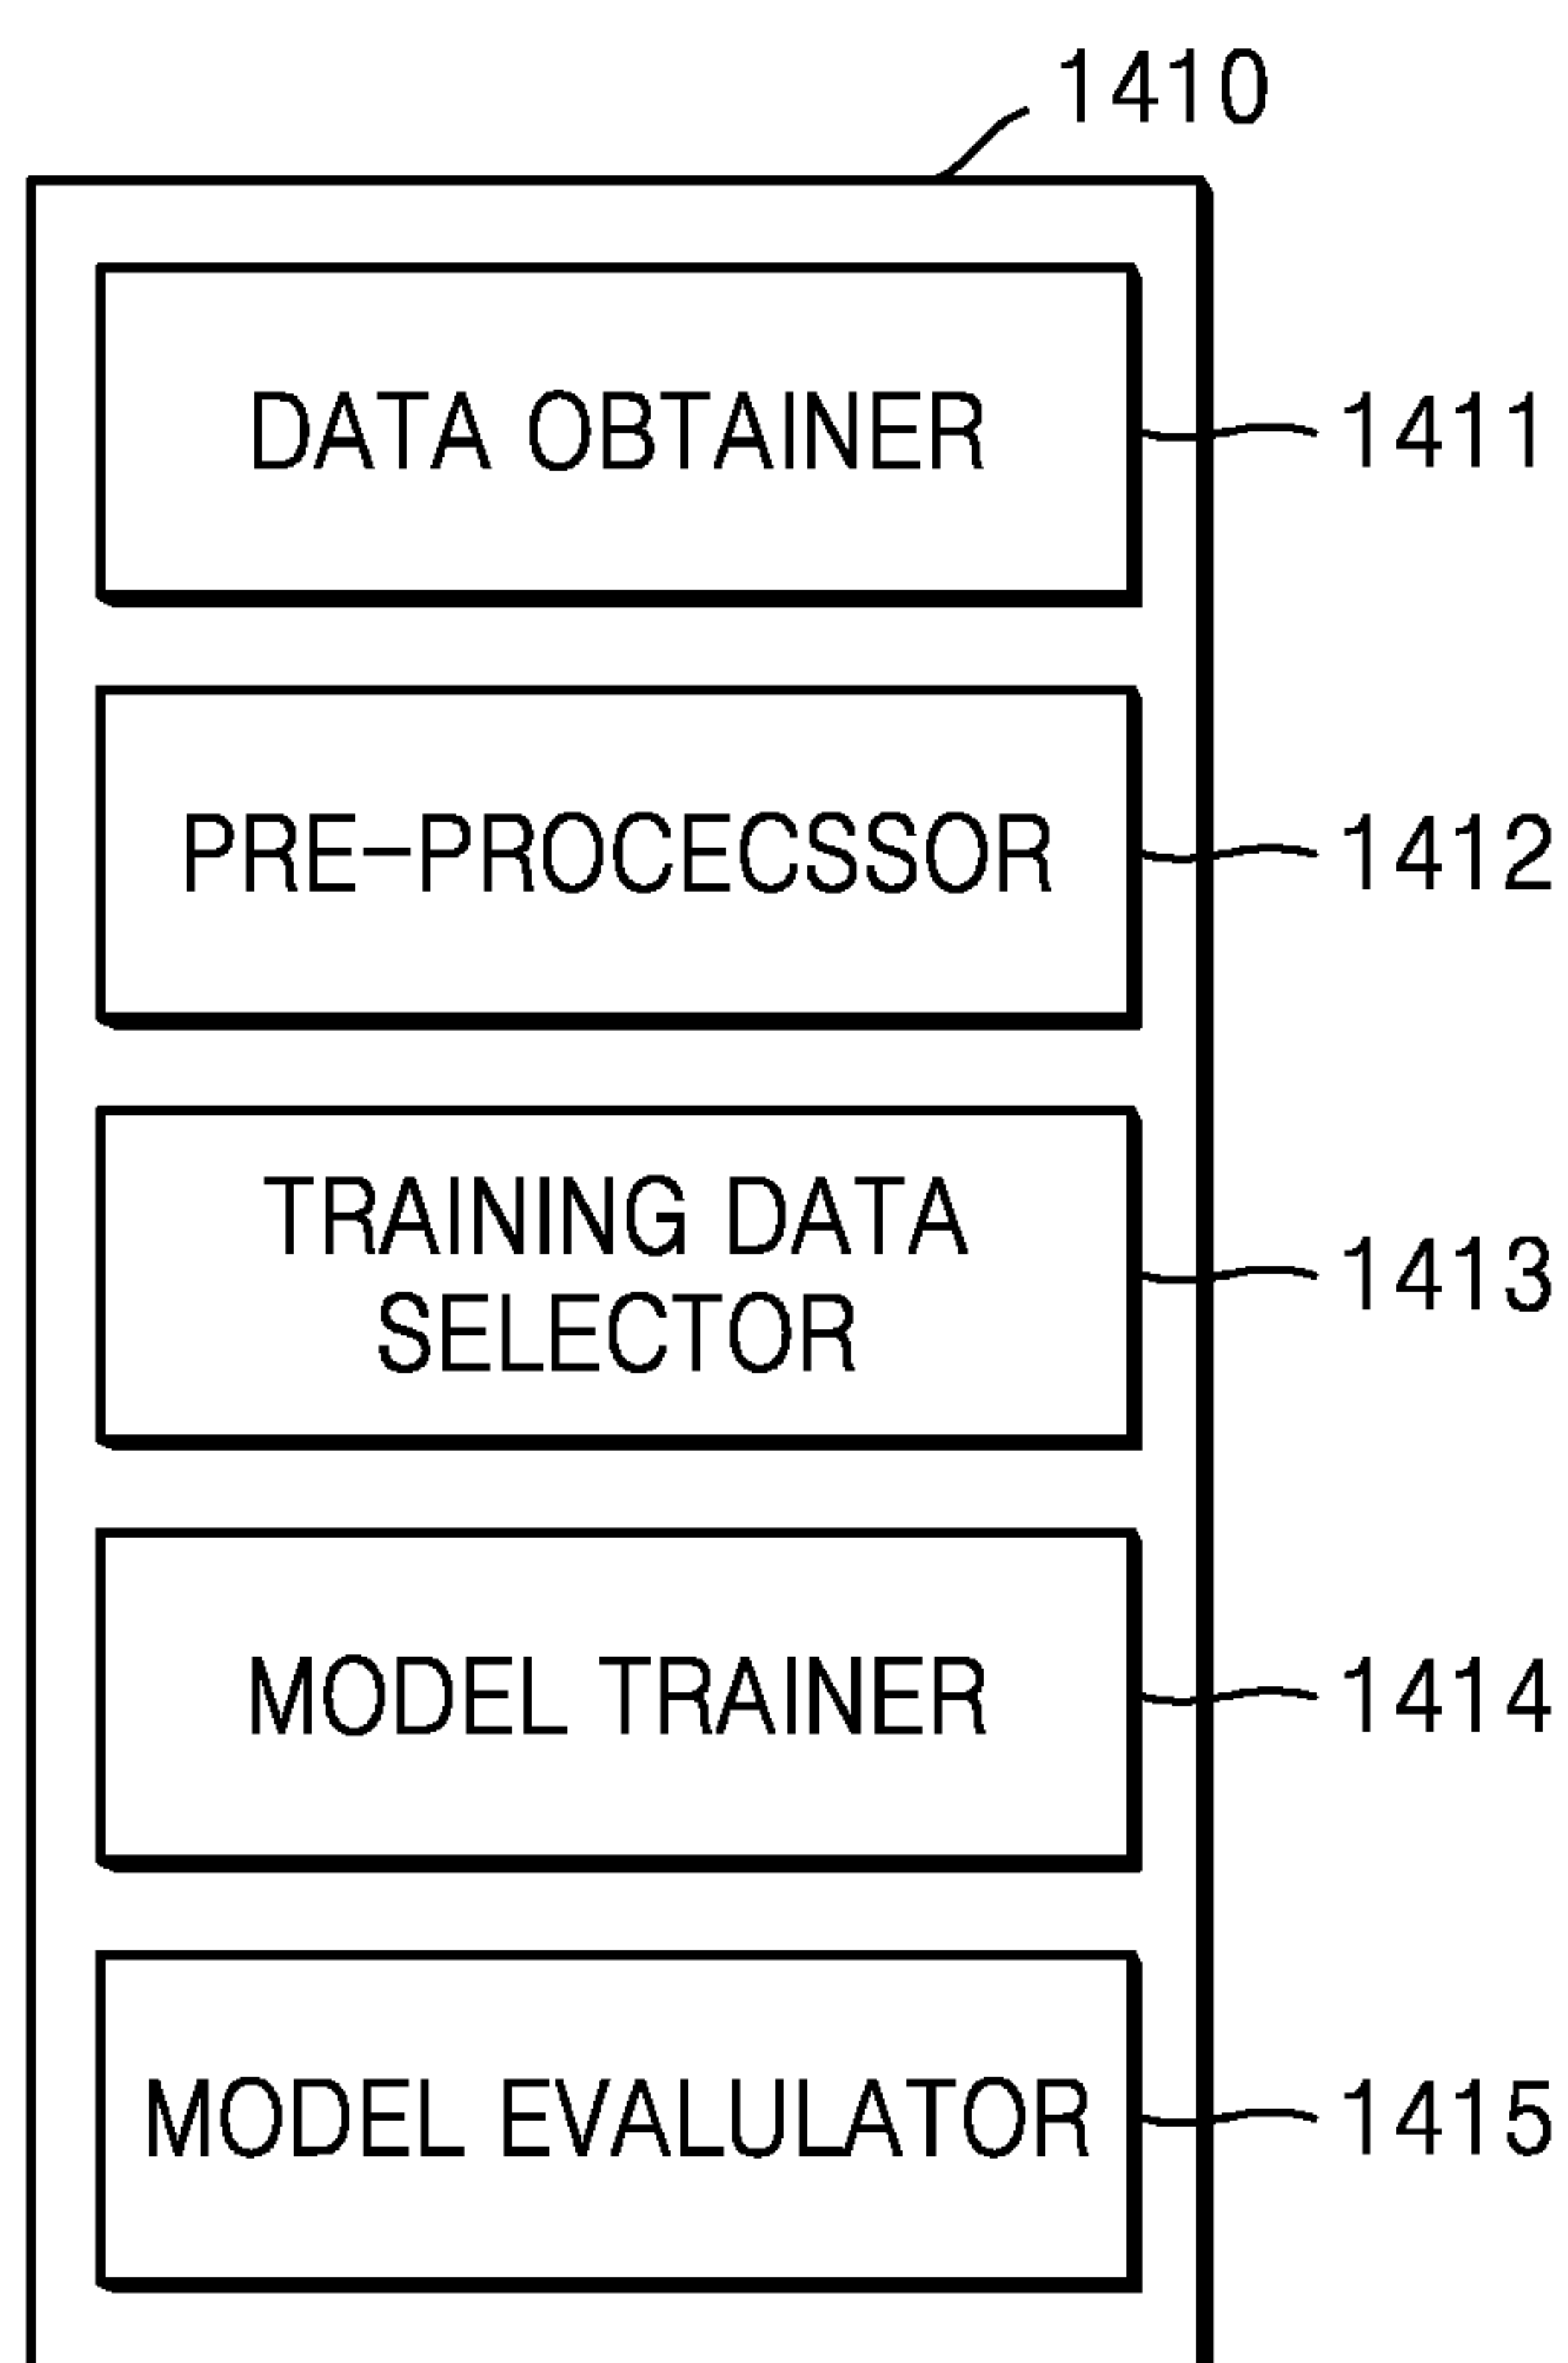 1410
DATA OBTAINER
1411
PRE-PROCECSSOR
1412
TRAINING DATA
SELECTOR
1413
MODEL TRAINER
1414
MODEL EVALULATOR
1415